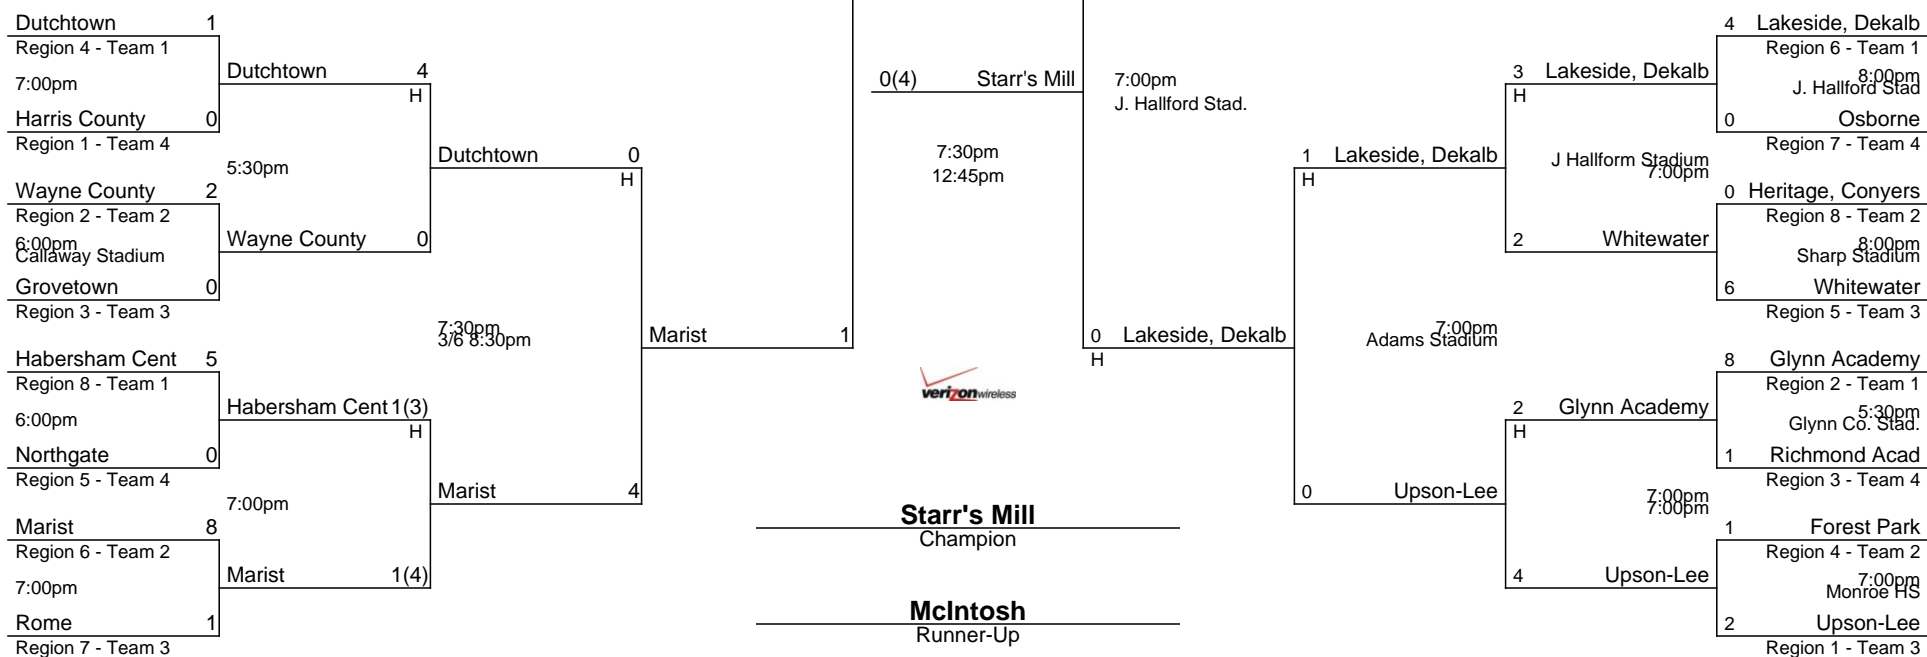 Dutchtown 1
Region 4 - Team 1
7:00pm
Harris County 0
Region 1 - Team 4
Wayne County 2
Region 2 - Team 2
6:00pm
Callaway Stadium
Grovetown 0
Region 3 - Team 3
Habersham Cent 5
Region 8 - Team 1
6:00pm
Northgate 0
Region 5 - Team 4
Marist 8
Region 6 - Team 2
7:00pm
Rome 1
Region 7 - Team 3
Dutchtown 4
H
5:30pm
Wayne County 0
Habersham Cent 1(3)
H
7:00pm
Marist 1(4)
Dutchtown 0
H
7:30pm
3/6 8:30pm
Marist 4
Marist 1
0(4) Starr's Mill
7:30pm
12:45pm
verizonwireless
Starr's Mill
Champion
McIntosh
Runner-Up
7:00pm
J. Hallford Stad.
0 Lakeside, Dekalb
H
1 Lakeside, Dekalb
H
7:00pm
Adams Stadium
0 Upson-Lee
3 Lakeside, Dekalb
H
J Hallform Stadium
7:00pm
2 Whitewater
2 Glynn Academy
H
7:00pm
7:00pm
4 Upson-Lee
4 Lakeside, Dekalb
Region 6 - Team 1
8:00pm
J. Hallford Stad
0 Osborne
Region 7 - Team 4
0 Heritage, Conyers
Region 8 - Team 2
8:00pm
Sharp Stadium
6 Whitewater
Region 5 - Team 3
8 Glynn Academy
Region 2 - Team 1
5:30pm
Glynn Co. Stad.
1 Richmond Acad
Region 3 - Team 4
1 Forest Park
Region 4 - Team 2
7:00pm
Monroe HS
2 Upson-Lee
Region 1 - Team 3